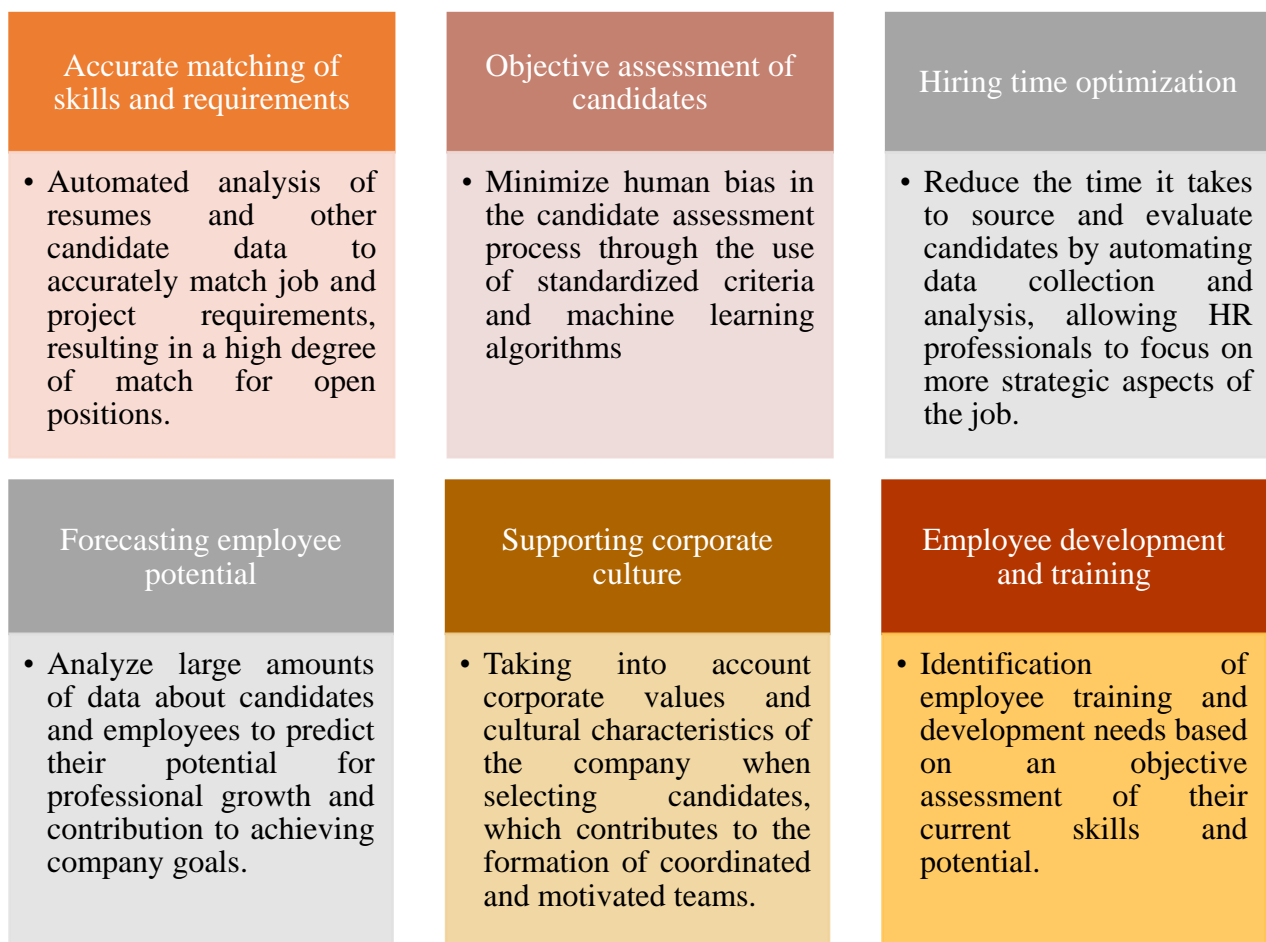 Accurate matching of
skills and requirements
• Automated analysis of
resumes and other
candidate data to
accurately match job and
project requirements,
resulting in a high degree
of match for open
positions.
Objective assessment of
candidates
• Minimize human bias in
the candidate assessment
process through the use
of standardized criteria
and machine learning
algorithms
Hiring time optimization
• Reduce the time it takes
to source and evaluate
candidates by automating
data collection and
analysis, allowing HR
professionals to focus on
more strategic aspects of
the job.
Forecasting employee
potential
• Analyze large amounts
of data about candidates
and employees to predict
their potential for
professional growth and
contribution to achieving
company goals.
Supporting corporate
culture
• Taking into account
corporate values and
cultural characteristics of
the company when
selecting candidates,
which contributes to the
formation of coordinated
and motivated teams.
Employee development
and training
• Identification of
employee training and
development needs based
on an objective
assessment of their
current skills and
potential.